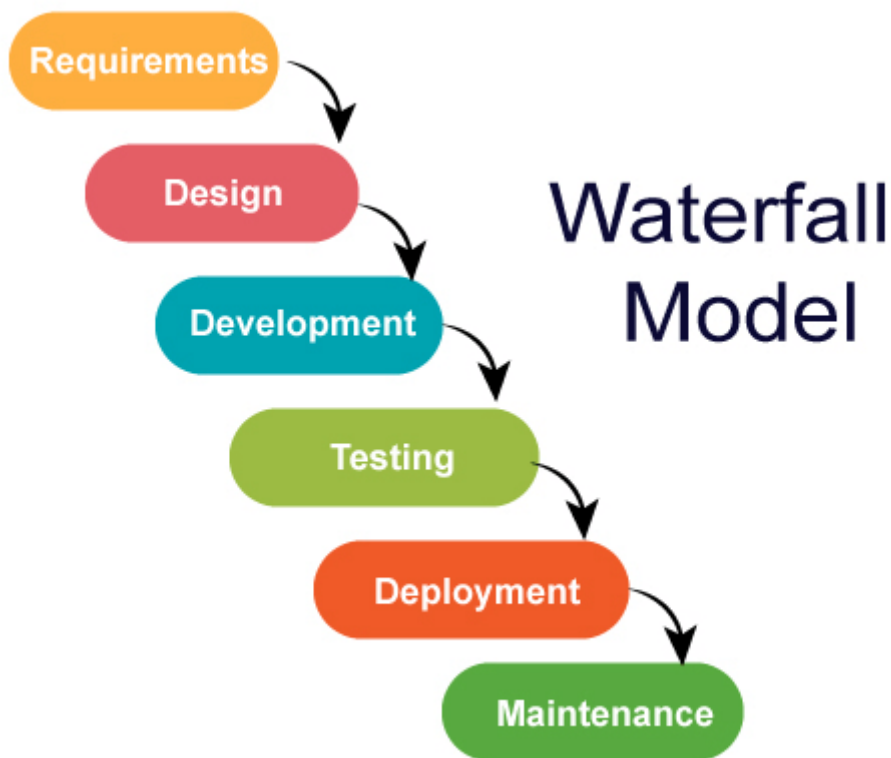 Requirements
Design
Waterfall
Model
Development
Testing
Deployment
Maintenance